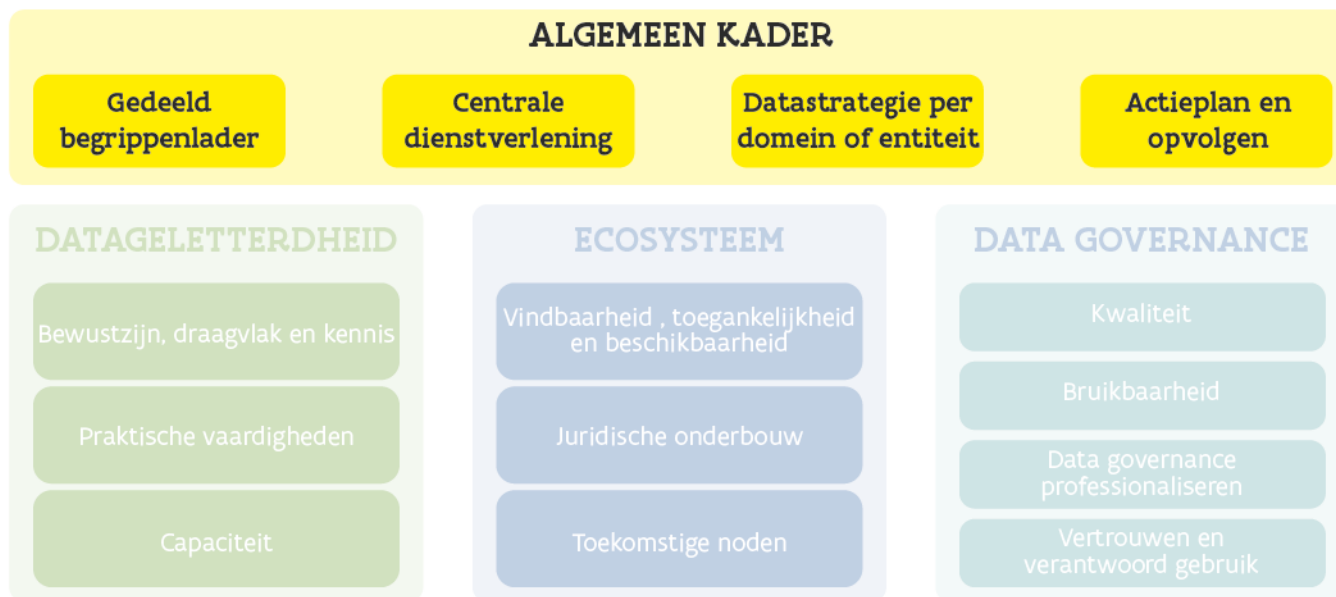 ALGEMEEN KADER
Gedeeld
begrippenlader
Centrale
dienstverlening
Datastrategie per
domein of entiteit
Actieplan en
opvolgen
DATAGELETTERDHEID
Bewustzijn, draagvlak en kennis
Praktische vaardigheden
Capaciteit
ECOSYSTEEM
Vindbaarheid , toegankelijkheid
en beschikbaarheid
Juridische onderbouw
Toekomstige noden
DATA GOVERNANCE
Kwaliteit
Bruikbaarheid
Data governance
professionaliseren
Vertrouwen en
verantwoord gebruik